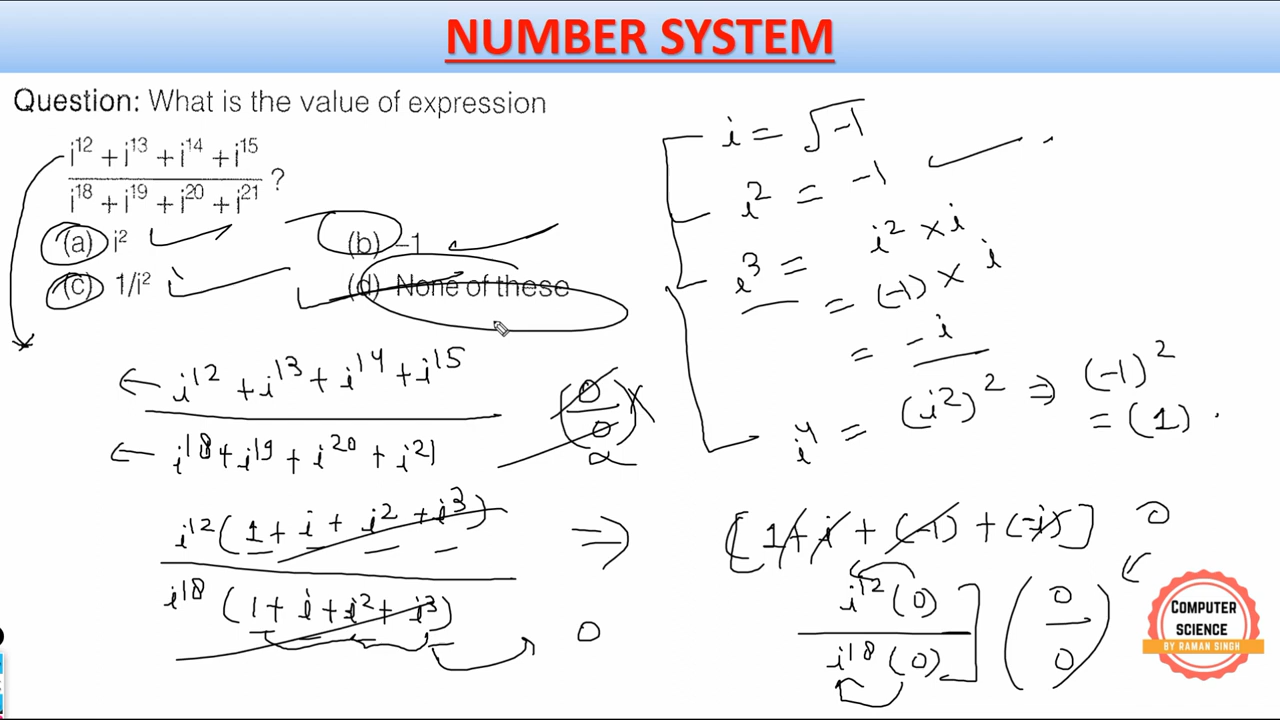 NUMBER SYSTEM
Question: What is the value of expression
i¹² + i¹³ + i¹⁴ + i¹⁵
i¹⁸ + i¹⁹ + i²⁰ + i²¹ ?
(a) i² (b) −1
(c) 1/i² (d) None of these
i¹² + i¹³ + i¹⁴ + i¹⁵
i¹⁸ + i¹⁹ + i²⁰ + i²¹
i¹² (1 + i + i² + i³)
i¹⁸ (1 + i + i² + i³)
0
0
0
i = √−1
i² = −1
i³ = i² × i
= (−1) × i
= −i
i⁴ = (i²)² ⇒ (−1)²
= (1)
⇒ [1 + i + (−1) + (−i)] 0
i¹² (0)
i¹⁸ (0)
0
0
COMPUTER
SCIENCE
BY RAMAN SINGH